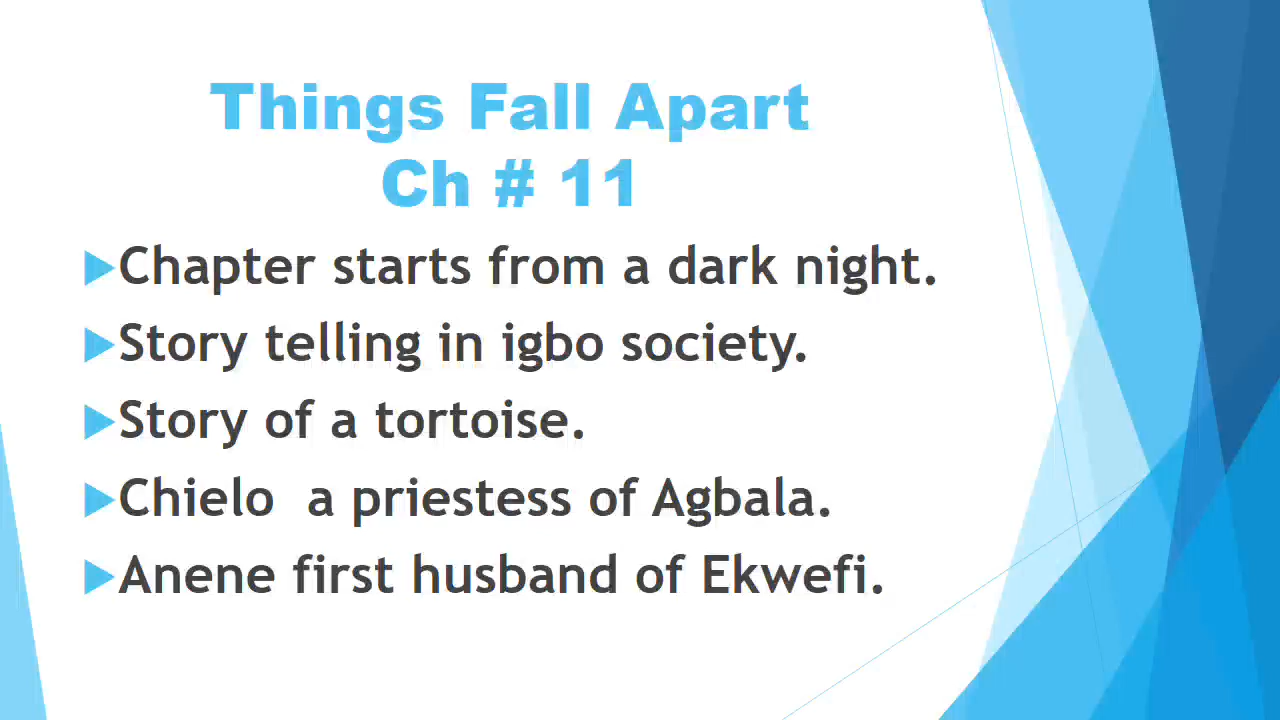 Things Fall Apart
Ch # 11
Chapter starts from a dark night.
Story telling in igbo society.
Story of a tortoise.
Chielo a priestess of Agbala.
Anene first husband of Ekwefi.